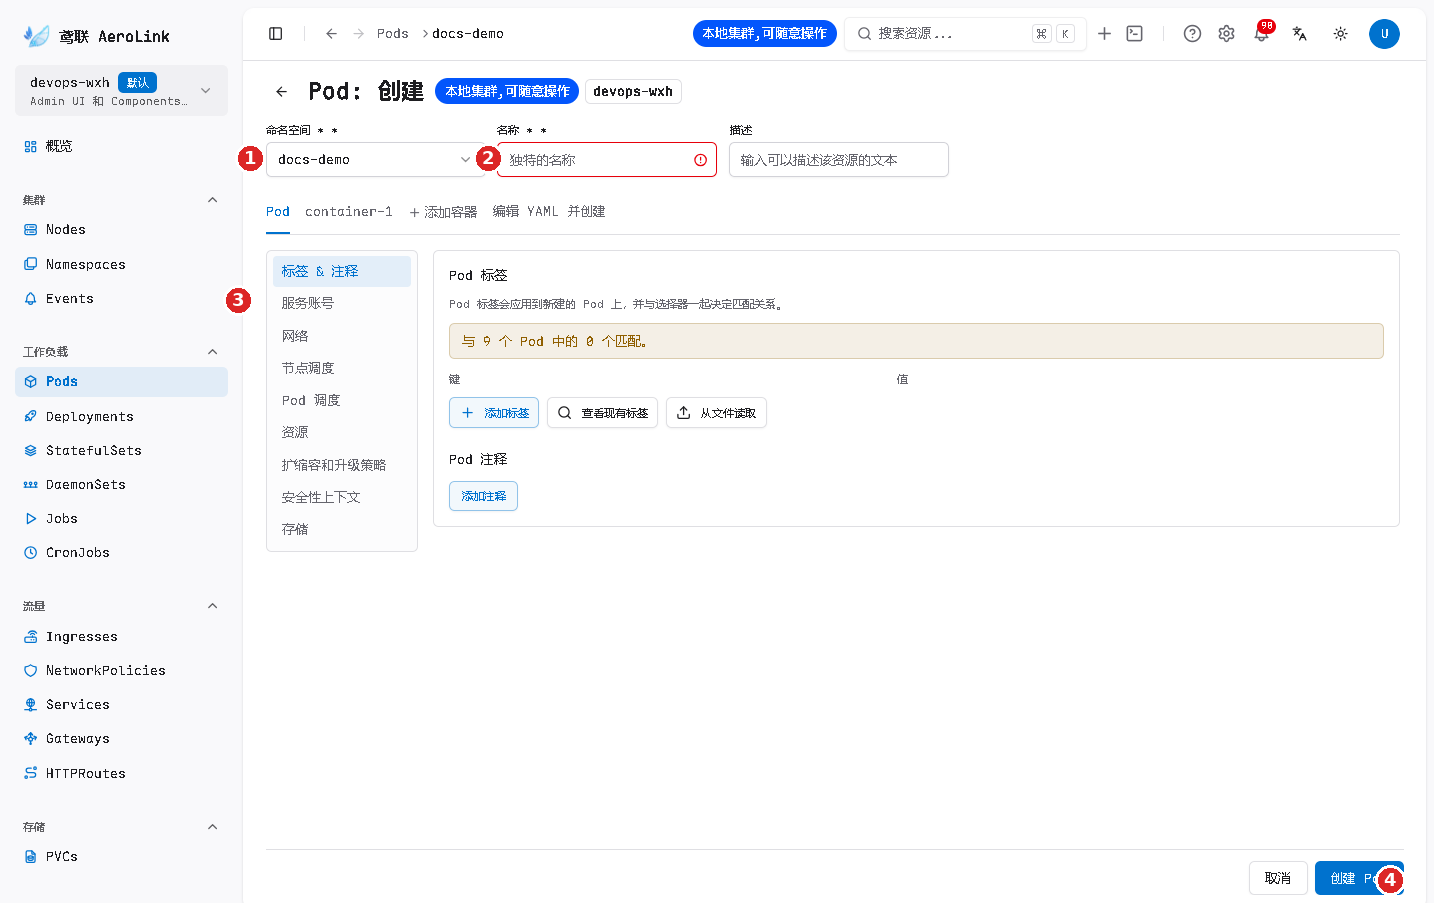 鸢联 AeroLink
devops-wxh 默认
Admin UI 和 Components…
概览
集群
Nodes
Namespaces
Events
工作负载
Pods
Deployments
StatefulSets
DaemonSets
Jobs
CronJobs
流量
Ingresses
NetworkPolicies
Services
Gateways
HTTPRoutes
存储
PVCs
Pods docs-demo
本地集群,可随意操作
搜索资源... ⌘ K
98
U
Pod: 创建 本地集群,可随意操作 devops-wxh
命名空间 * *
名称 * *
描述
1 docs-demo
2 独特的名称
输入可以描述该资源的文本
Pod container-1 + 添加容器 编辑 YAML 并创建
3
标签 & 注释
服务账号
网络
节点调度
Pod 调度
资源
扩缩容和升级策略
安全性上下文
存储
Pod 标签
Pod 标签会应用到新建的 Pod 上，并与选择器一起决定匹配关系。
与 9 个 Pod 中的 0 个匹配。
键 值
+ 添加标签 查看现有标签 从文件读取
Pod 注释
添加注释
取消 创建 4